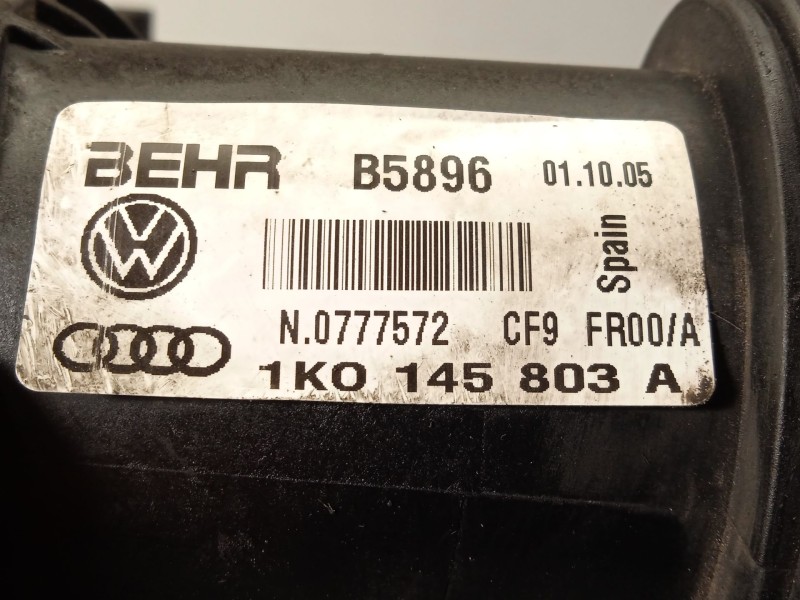 BEHR B5896 01.10.05
Spain
N.0777572 CF9 FR00/A
1K0 145 803 A